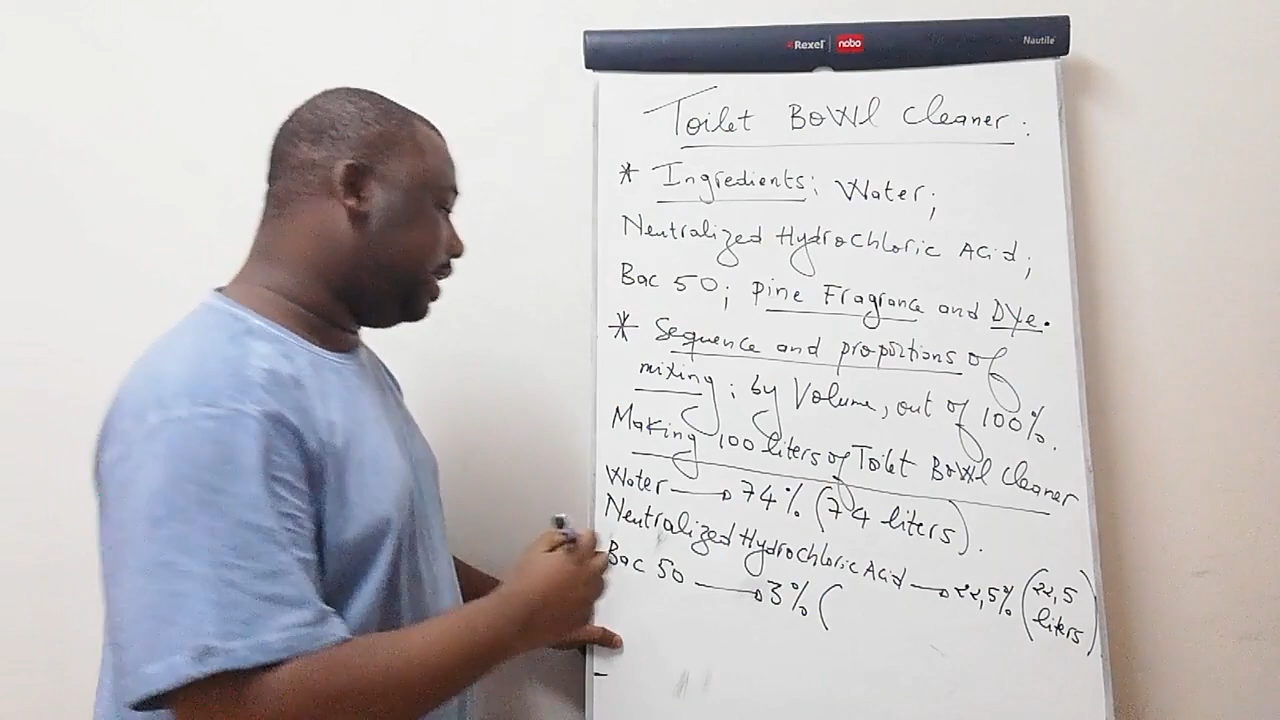 Rexel nobo Nautile
Toilet Bowl Cleaner:
* Ingredients: Water;
Neutralized Hydrochloric Acid;
Bac 50; pine Fragrance and Dye.
* Sequence and proportions of
mixing; by Volume, out of 100%.
Making 100 liters of Toilet Bowl Cleaner
Water → 74% (74 liters).
Neutralized Hydrochloric Acid → 22,5% (22,5
liters)
Bac 50 → 3% (